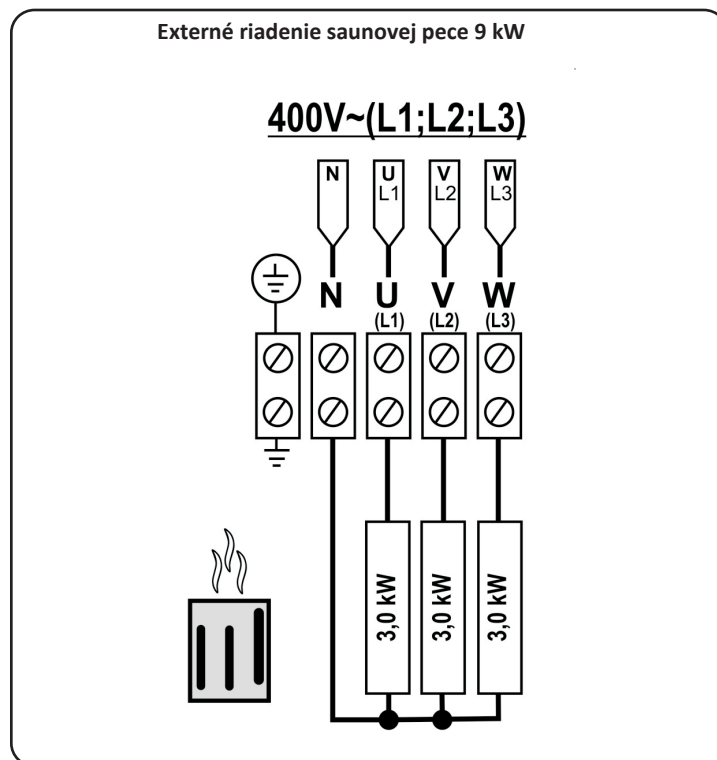 Externé riadenie saunovej pece 9 kW
400V~(L1;L2;L3)
N U V W
L1 L2 L3
N U V W
(L1) (L2) (L3)
3,0 kW 3,0 kW 3,0 kW